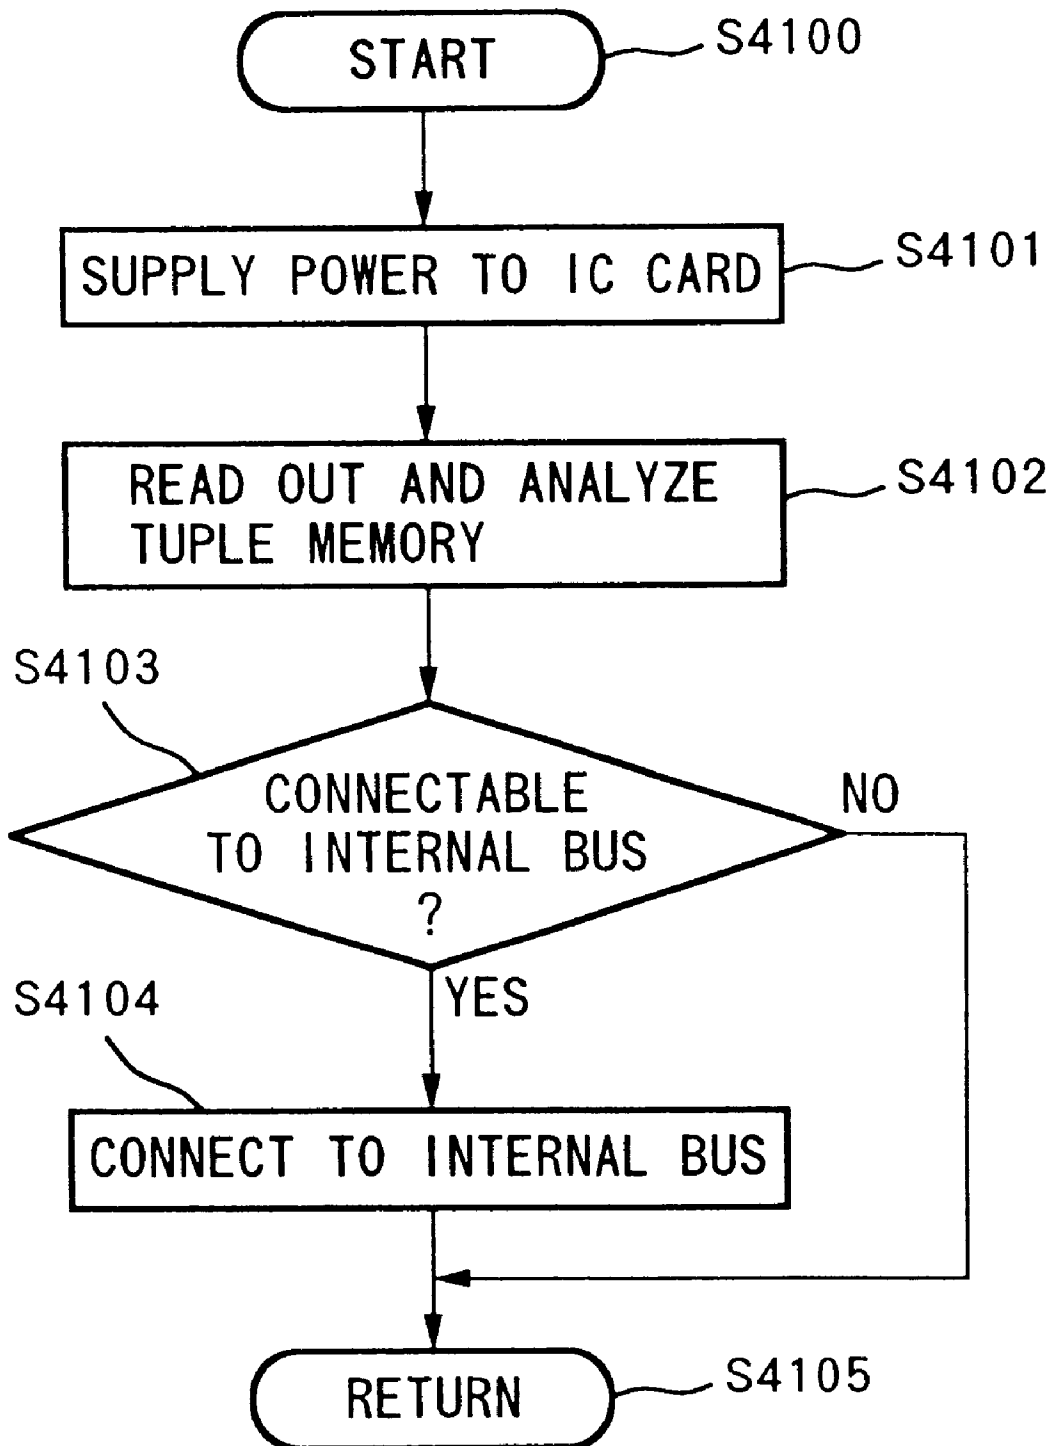 START
S4100
SUPPLY POWER TO IC CARD
S4101
READ OUT AND ANALYZE
TUPLE MEMORY
S4102
S4103
CONNECTABLE
TO INTERNAL BUS
?
NO
YES
S4104
CONNECT TO INTERNAL BUS
RETURN
S4105